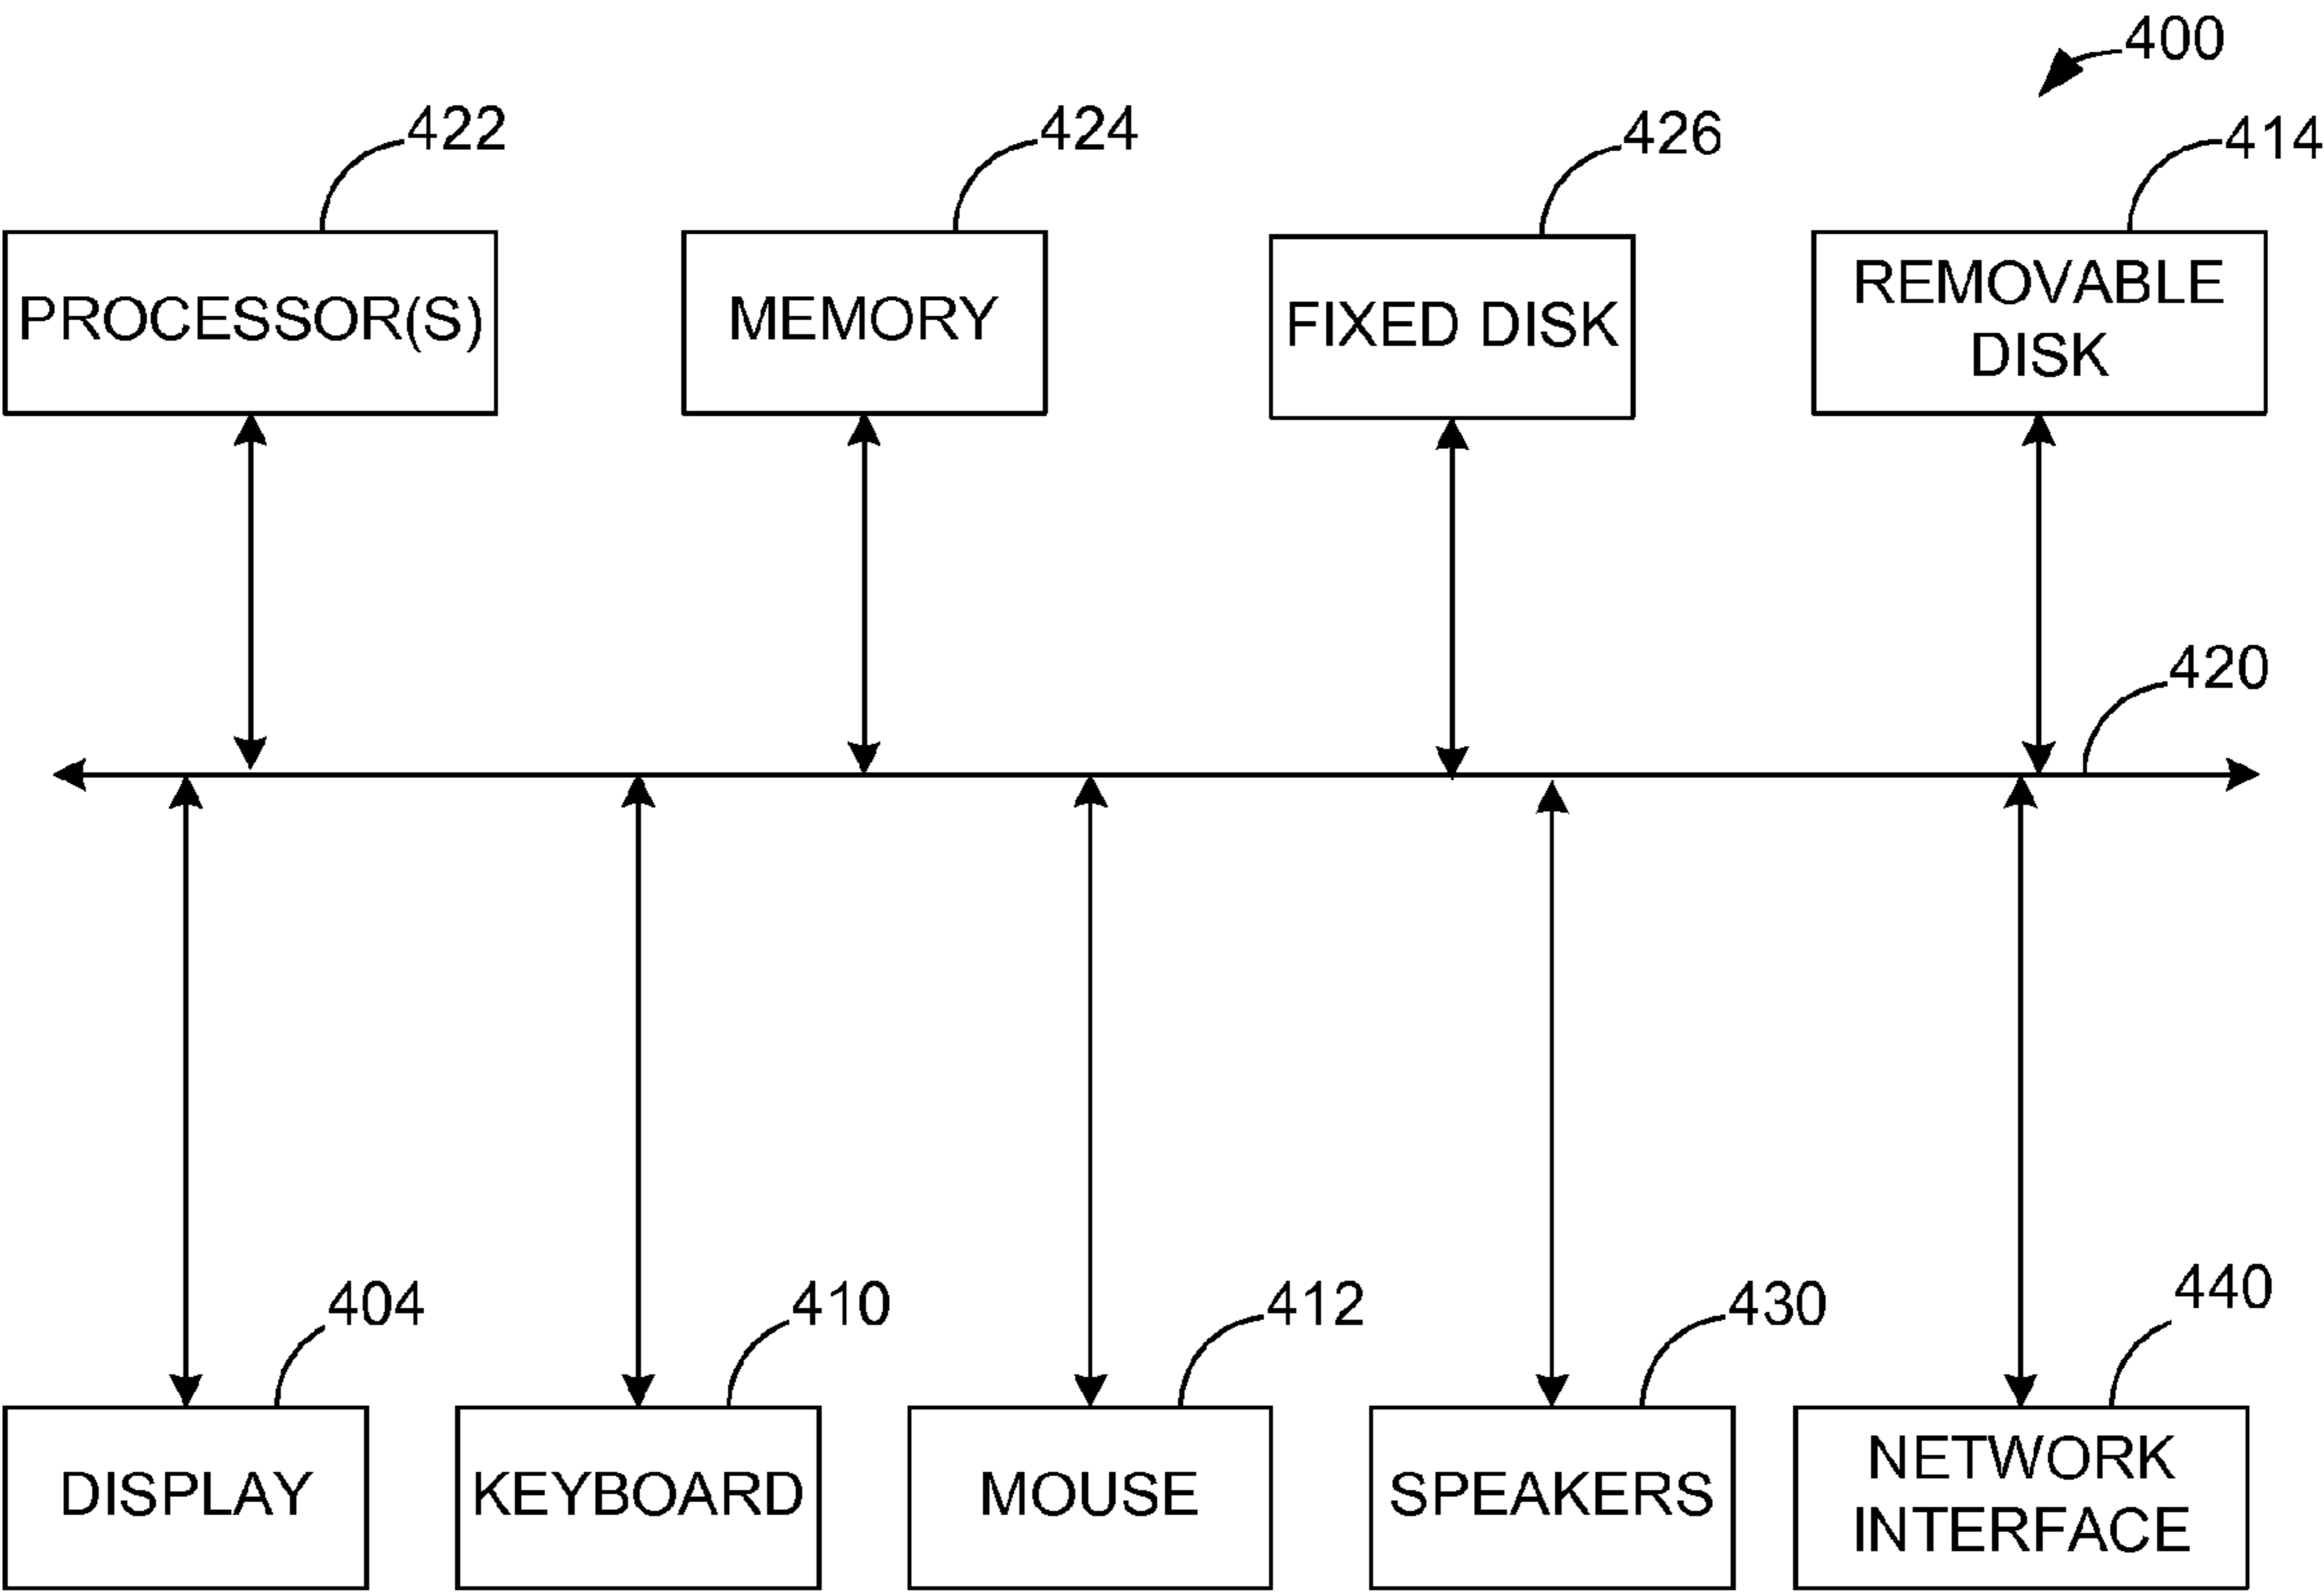 400
422
424
426
414
PROCESSOR(S)
MEMORY
FIXED DISK
REMOVABLE
DISK
420
404
410
412
430
440
DISPLAY
KEYBOARD
MOUSE
SPEAKERS
NETWORK
INTERFACE